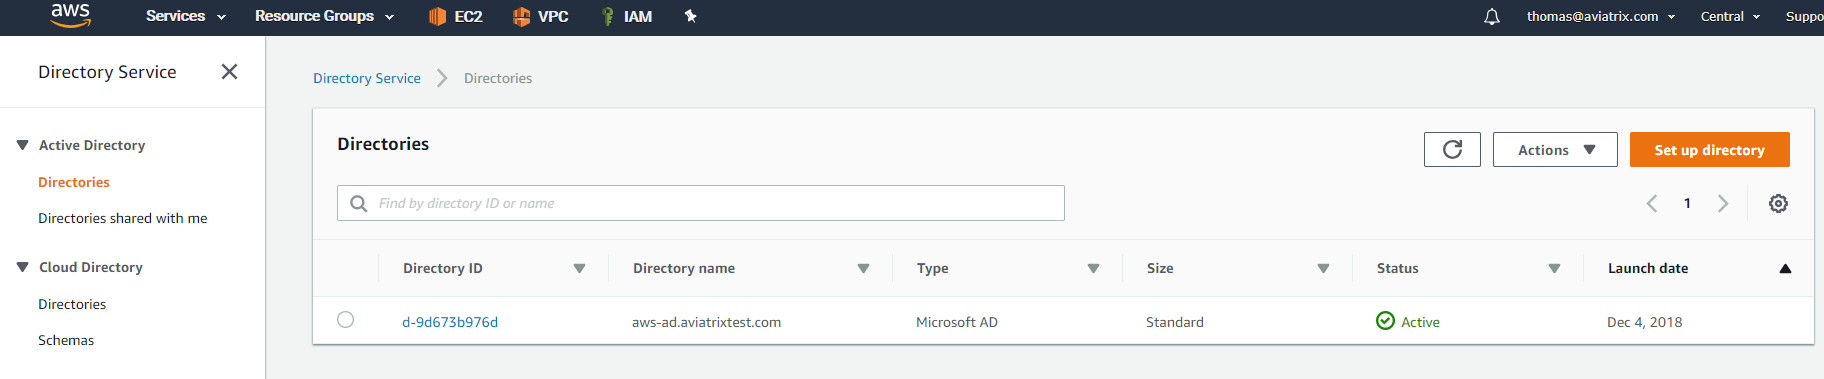 aws Services Resource Groups EC2 VPC IAM thomas@aviatrix.com Central Suppo
Directory Service
Active Directory
Directories
Directories shared with me
Cloud Directory
Directories
Schemas
Directory Service Directories
Directories Actions Set up directory
Find by directory ID or name 1
Directory ID Directory name Type Size Status Launch date
d-9d673b976d aws-ad.aviatrixtest.com Microsoft AD Standard Active Dec 4, 2018